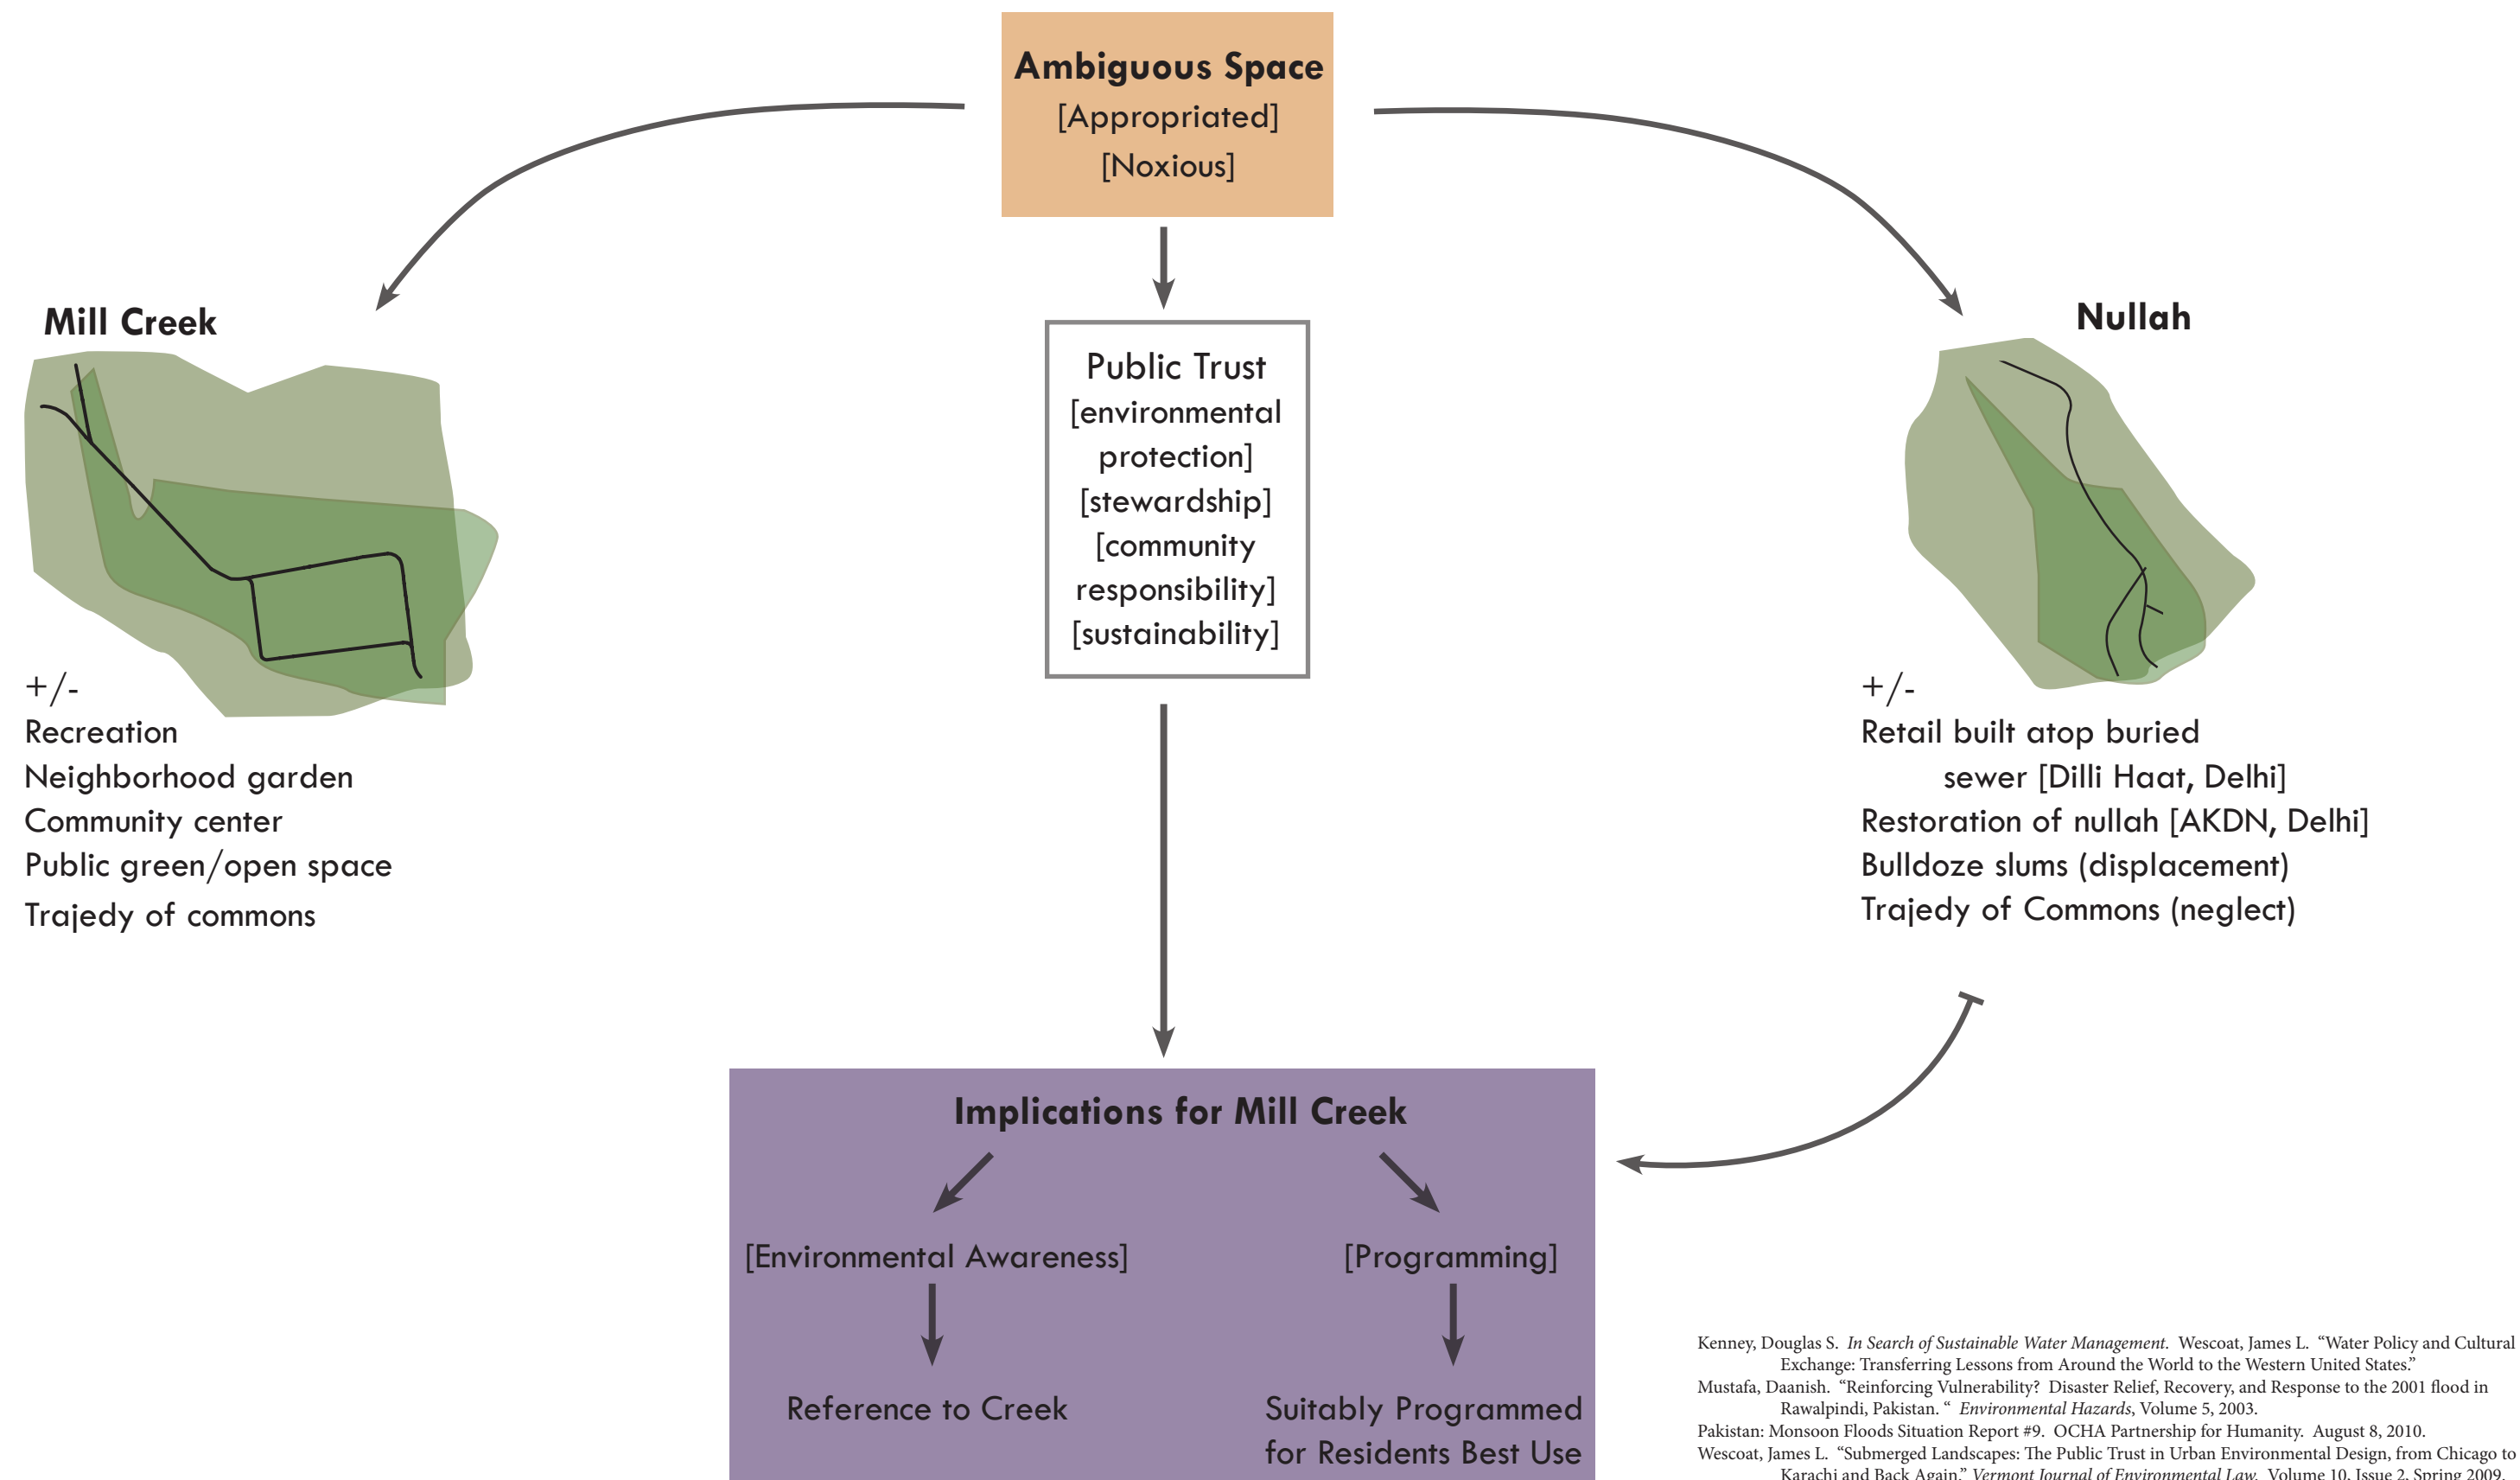 Ambiguous Space
[Appropriated]
[Noxious]
Mill Creek
+/-
Recreation
Neighborhood garden
Community center
Public green/open space
Trajedy of commons
Public Trust
[environmental
protection]
[stewardship]
[community
responsibility]
[sustainability]
Nullah
+/-
Retail built atop buried
sewer [Dilli Haat, Delhi]
Restoration of nullah [AKDN, Delhi]
Bulldoze slums (displacement)
Trajedy of Commons (neglect)
Implications for Mill Creek
[Environmental Awareness]
[Programming]
Reference to Creek
Suitably Programmed
for Residents Best Use
Kenney, Douglas S. In Search of Sustainable Water Management. Wescoat, James L. “Water Policy and Cultural
Exchange: Transferring Lessons from Around the World to the Western United States.”
Mustafa, Daanish. “Reinforcing Vulnerability? Disaster Relief, Recovery, and Response to the 2001 flood in
Rawalpindi, Pakistan. “ Environmental Hazards, Volume 5, 2003.
Pakistan: Monsoon Floods Situation Report #9. OCHA Partnership for Humanity. August 8, 2010.
Wescoat, James L. “Submerged Landscapes: The Public Trust in Urban Environmental Design, from Chicago to
Karachi and Back Again.” Vermont Journal of Environmental Law. Volume 10, Issue 2, Spring 2009.